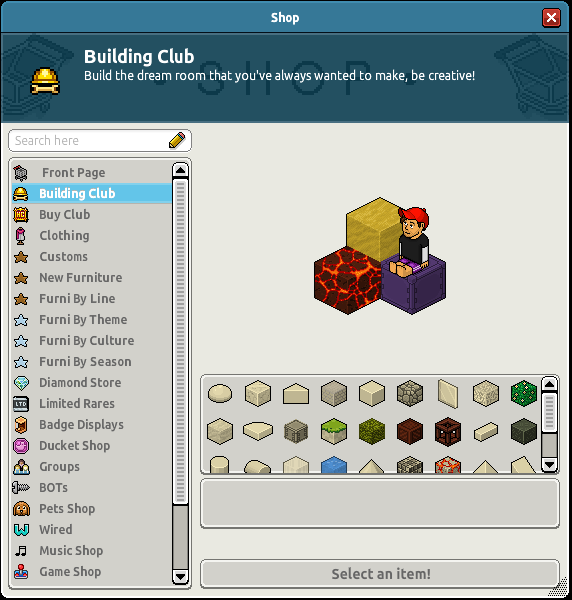 Shop
Building Club
Build the dream room that you've always wanted to make, be creative!
SHOP
Search here
Front Page
Building Club
HC
Buy Club
Clothing
Customs
New Furniture
Furni By Line
Furni By Theme
Furni By Culture
Furni By Season
Diamond Store
LTD
Limited Rares
Badge Displays
Ducket Shop
Groups
BOTs
Pets Shop
Wired
Music Shop
Game Shop
Select an item!